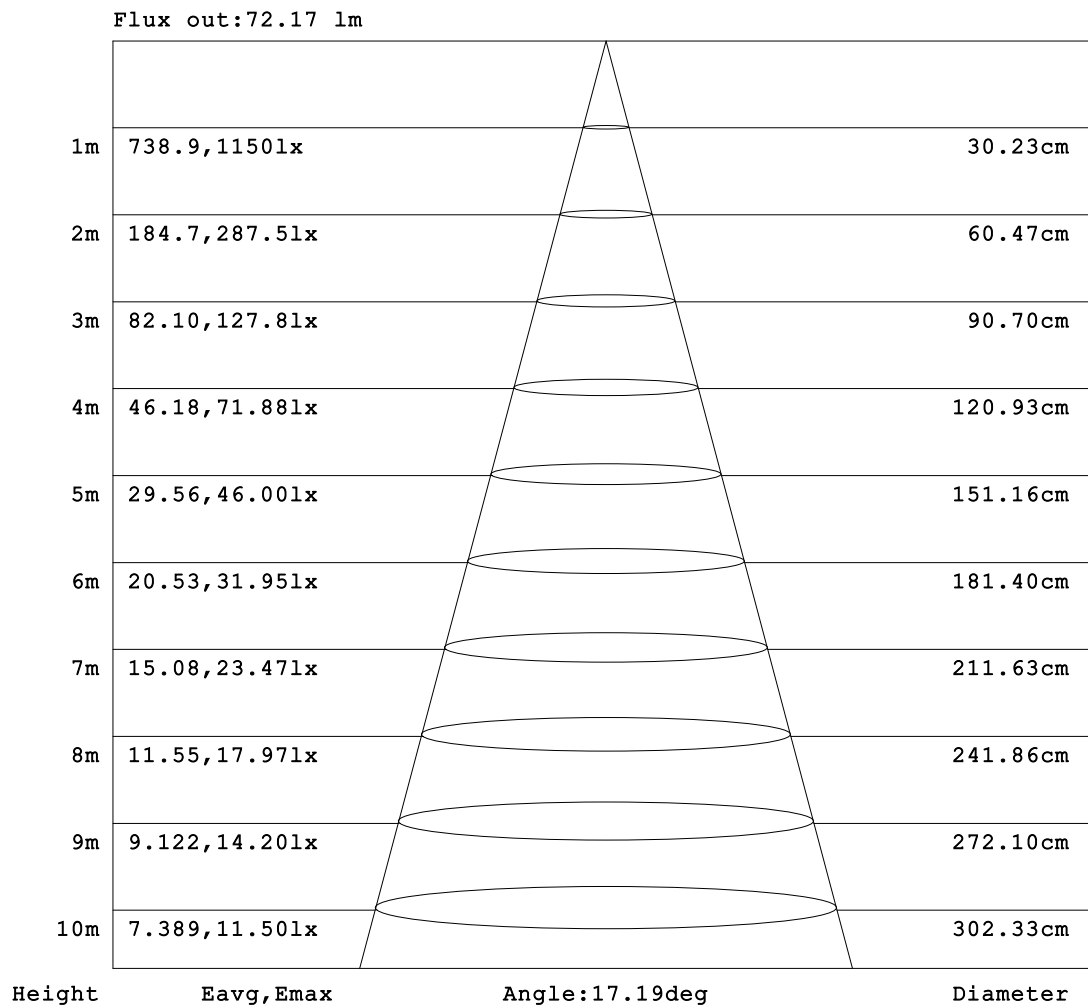 Flux out:72.17 lm
1m 738.9,1150lx 30.23cm
2m 184.7,287.5lx 60.47cm
3m 82.10,127.8lx 90.70cm
4m 46.18,71.88lx 120.93cm
5m 29.56,46.00lx 151.16cm
6m 20.53,31.95lx 181.40cm
7m 15.08,23.47lx 211.63cm
8m 11.55,17.97lx 241.86cm
9m 9.122,14.20lx 272.10cm
10m 7.389,11.50lx 302.33cm
Height Eavg,Emax Angle:17.19deg Diameter